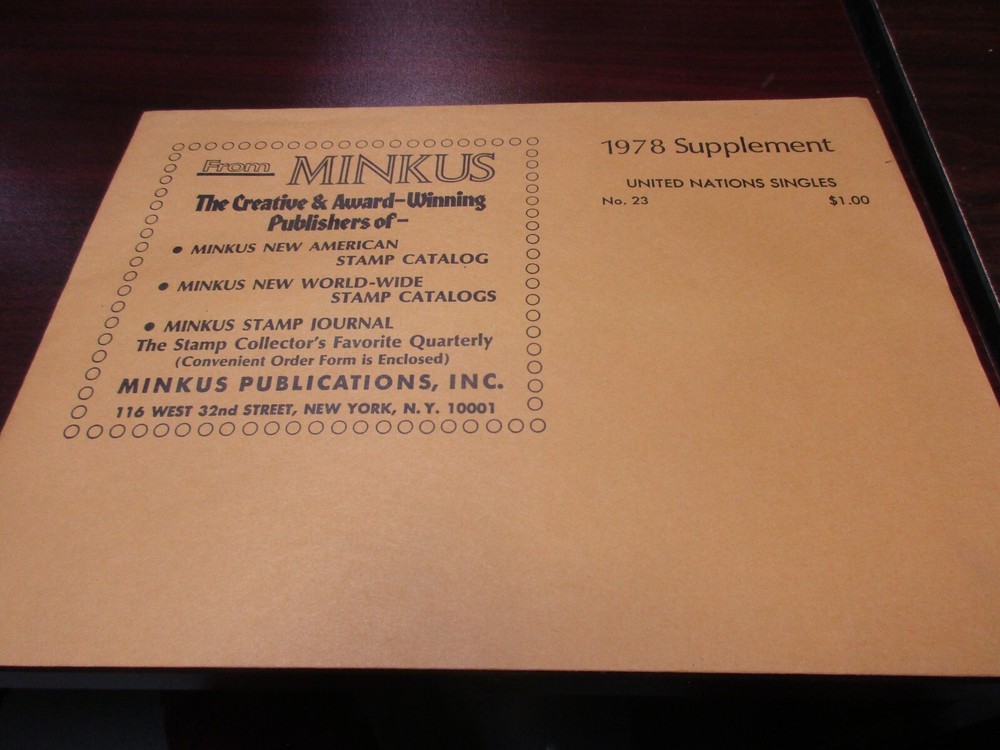 From MINKUS
The Creative & Award-Winning
Publishers of-
• MINKUS NEW AMERICAN
STAMP CATALOG
• MINKUS NEW WORLD-WIDE
STAMP CATALOGS
• MINKUS STAMP JOURNAL
The Stamp Collector's Favorite Quarterly
(Convenient Order Form is Enclosed)
MINKUS PUBLICATIONS, INC.
116 WEST 32nd STREET, NEW YORK, N.Y. 10001
1978 Supplement
UNITED NATIONS SINGLES
No. 23 $1.00